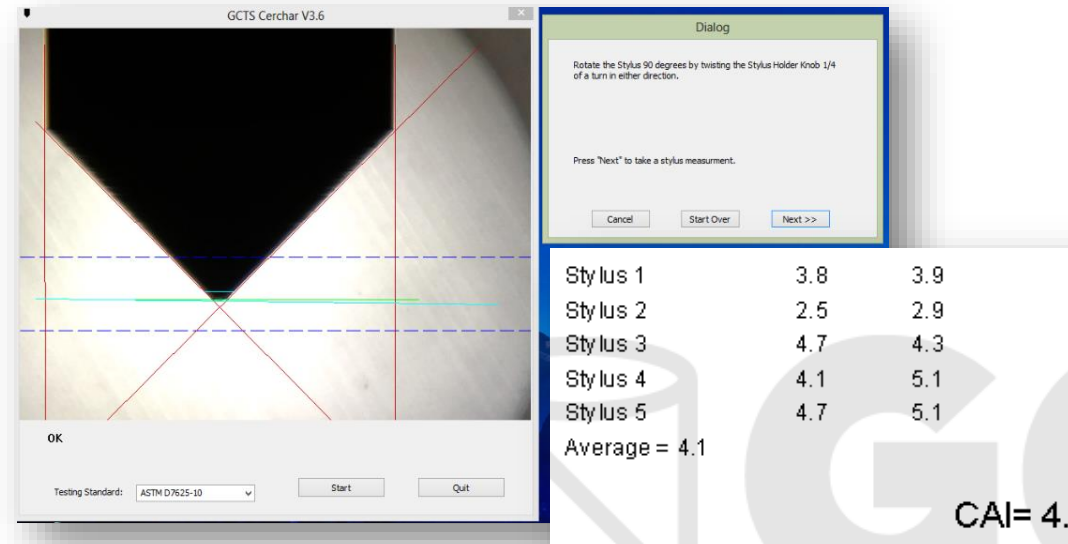 GCTS Cerchar V3.6
Dialog
Rotate the Stylus 90 degrees by twisting the Stylus Holder Knob 1/4
of a turn in either direction.
Press "Next" to take a stylus measurment.
Cancel Start Over Next >>
OK
Testing Standard: ASTM D7625-10 Start Quit
Stylus 1 3.8 3.9
Stylus 2 2.5 2.9
Stylus 3 4.7 4.3
Stylus 4 4.1 5.1
Stylus 5 4.7 5.1
Average = 4.1
CAI= 4.